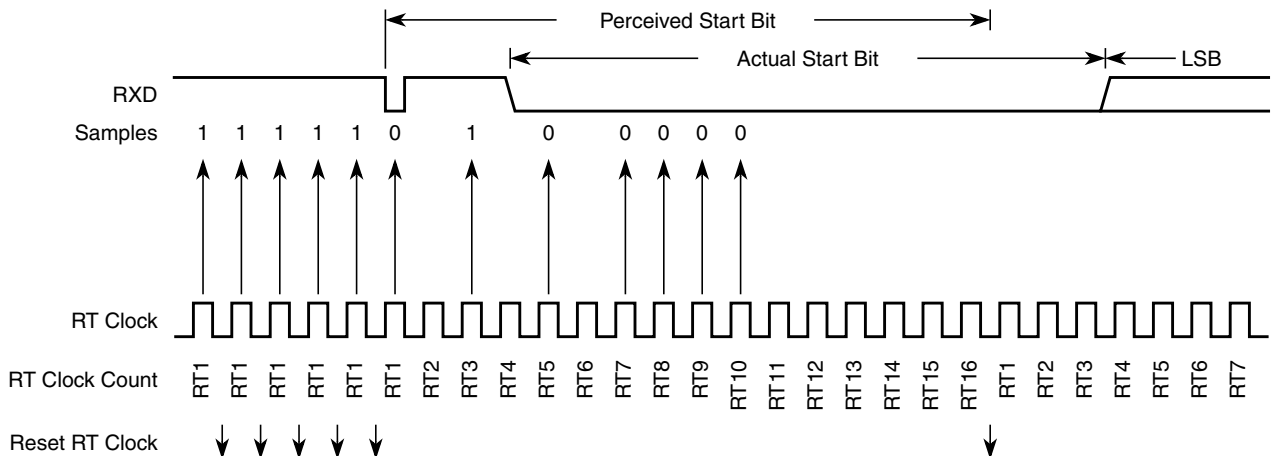 Perceived Start Bit
Actual Start Bit
LSB
RXD
Samples 1 1 1 1 1 0 1 0 0 0 0 0
RT Clock
RT Clock Count RT1 RT1 RT1 RT1 RT1 RT1 RT2 RT3 RT4 RT5 RT6 RT7 RT8 RT9 RT10 RT11 RT12 RT13 RT14 RT15 RT16 RT1 RT2 RT3 RT4 RT5 RT6 RT7
Reset RT Clock